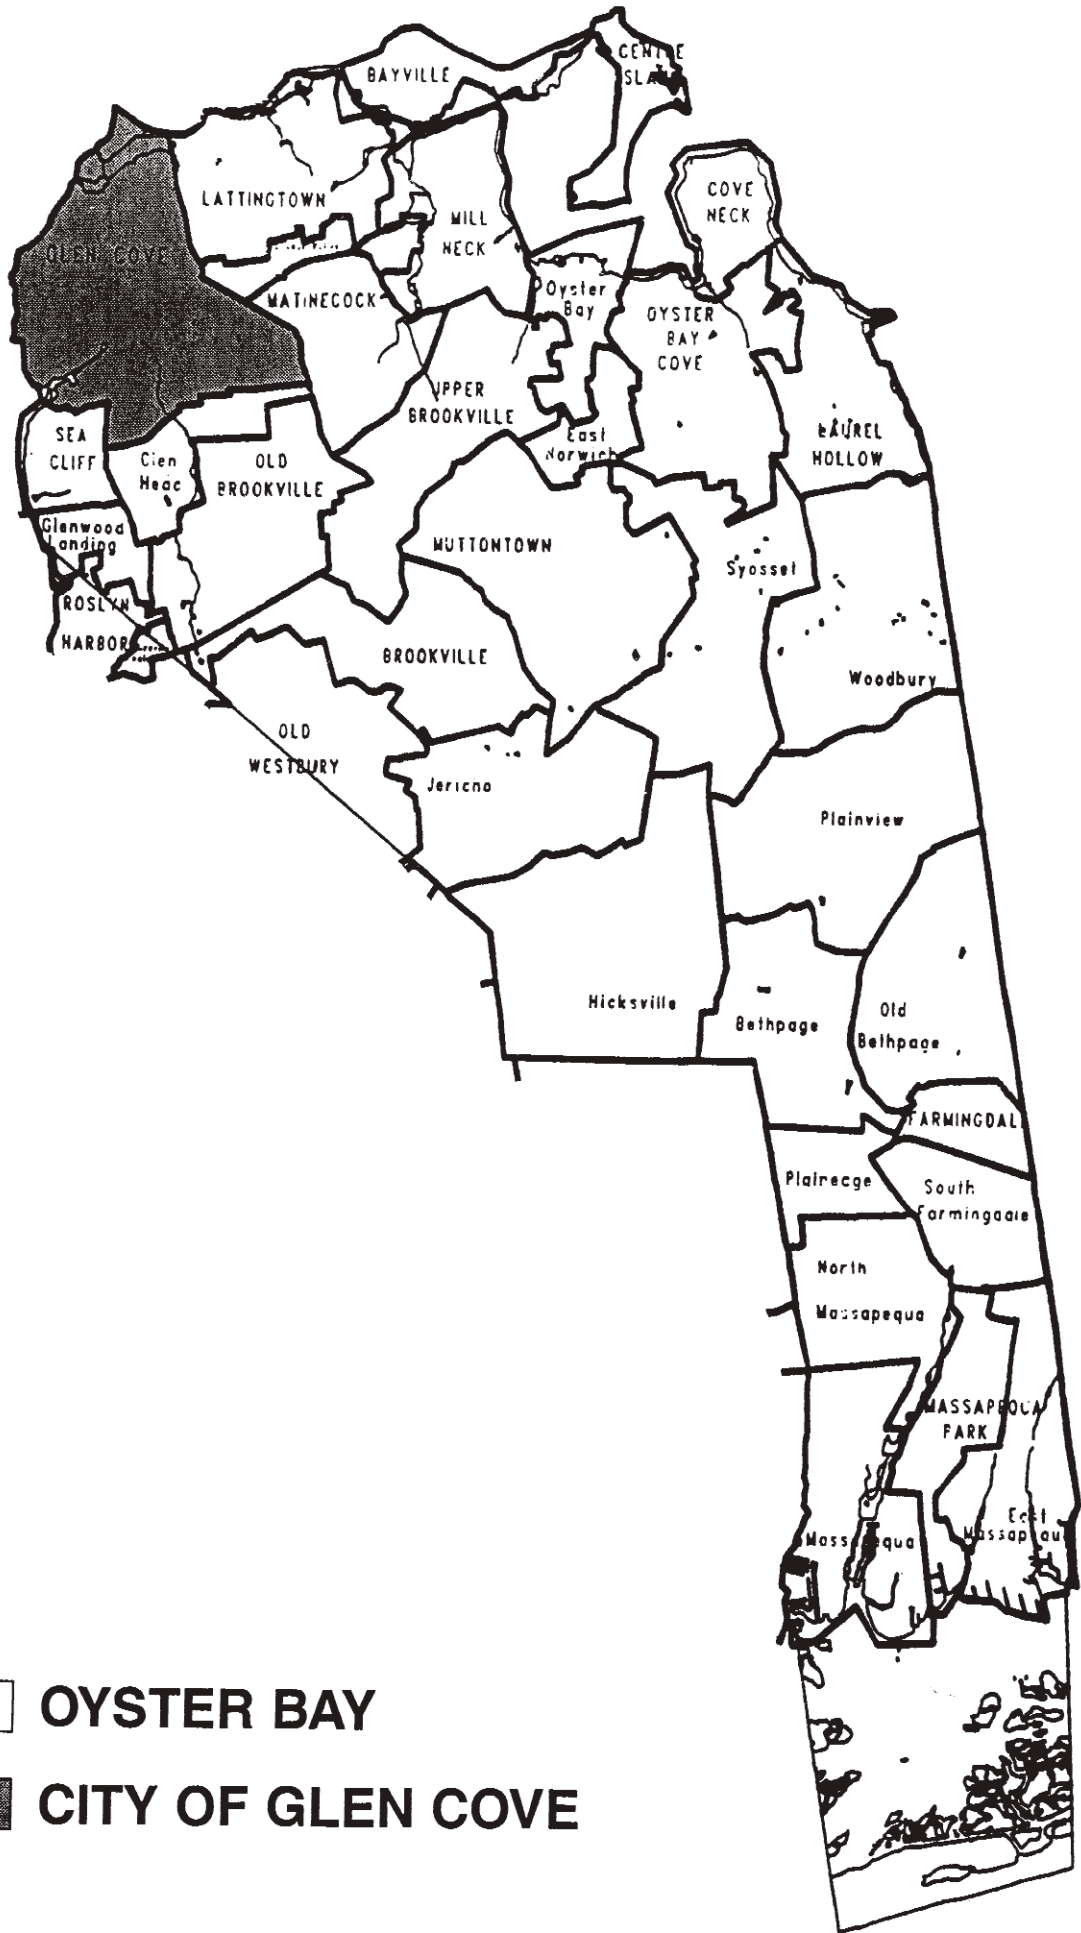 BAYVILLE
CENTRE
ISLAND
LATTINGTOWN
COVE
NECK
MILL
NECK
GLEN COVE
MATINECOCK
Oyster
Bay
OYSTER
BAY
COVE
UPPER
BROOKVILLE
SEA
CLIFF
Glen
Head
OLD
BROOKVILLE
East
Norwich
LAUREL
HOLLOW
Glenwood
Landing
MUTTONTOWN
Syosset
ROSLYN
HARBOR
BROOKVILLE
Woodbury
OLD
WESTBURY
Jericho
Plainview
Hicksville
Bethpage
Old
Bethpage
FARMINGDALE
Plainedge
South
Farmingdale
North
Massapequa
MASSAPEQUA
PARK
Massapequa
East
Massapequa
OYSTER BAY
CITY OF GLEN COVE